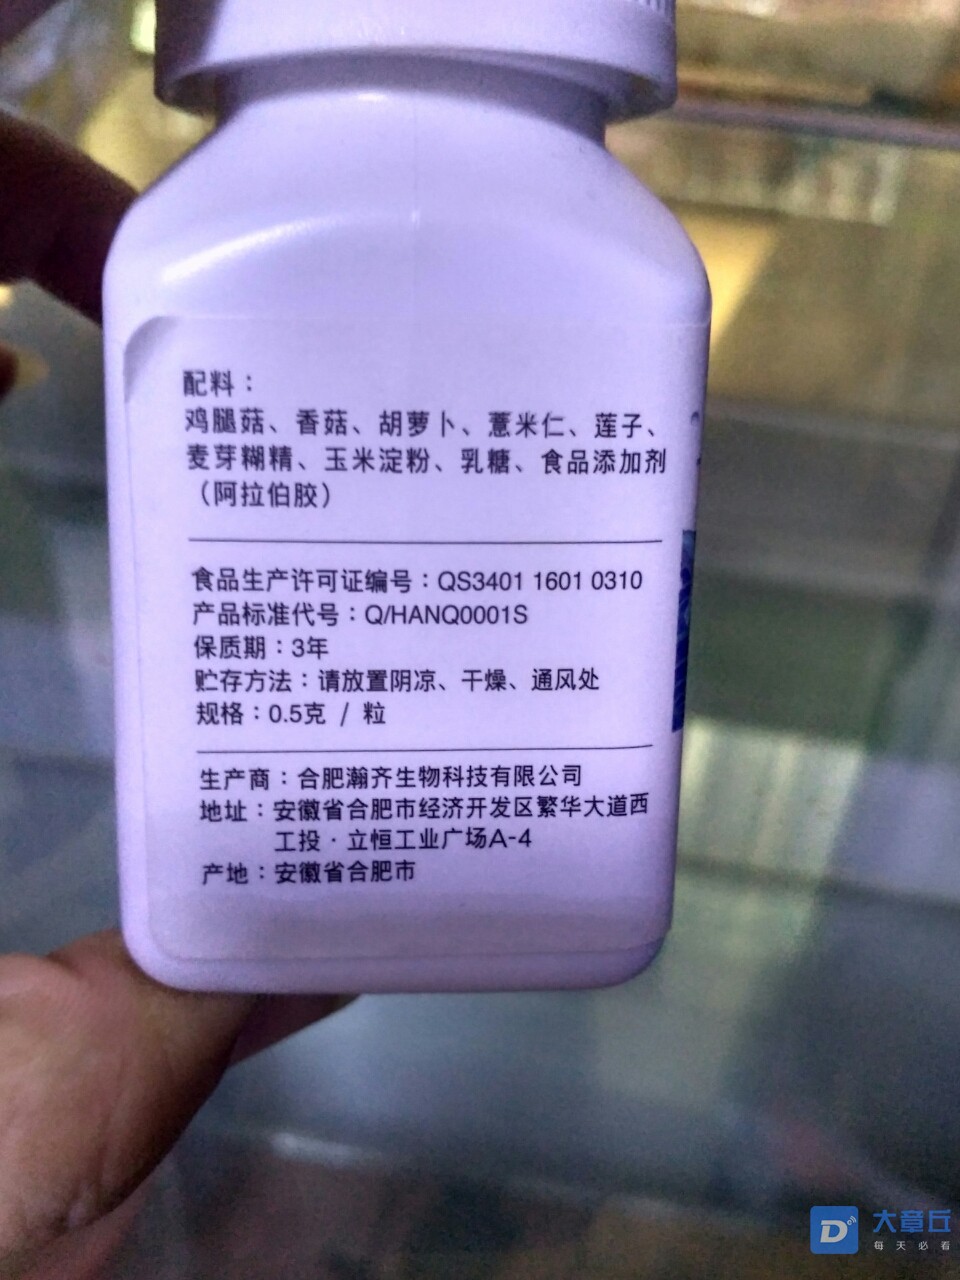 配料：
鸡腿菇、香菇、胡萝卜、薏米仁、莲子、
麦芽糊精、玉米淀粉、乳糖、食品添加剂
（阿拉伯胶）
食品生产许可证编号：QS3401 1601 0310
产品标准代号：Q/HANQ0001S
保质期：3年
贮存方法：请放置阴凉、干燥、通风处
规格：0.5克 / 粒
生产商：合肥瀚齐生物科技有限公司
地址：安徽省合肥市经济开发区繁华大道西
工投·立恒工业广场A-4
产地：安徽省合肥市
大章丘
每天必看